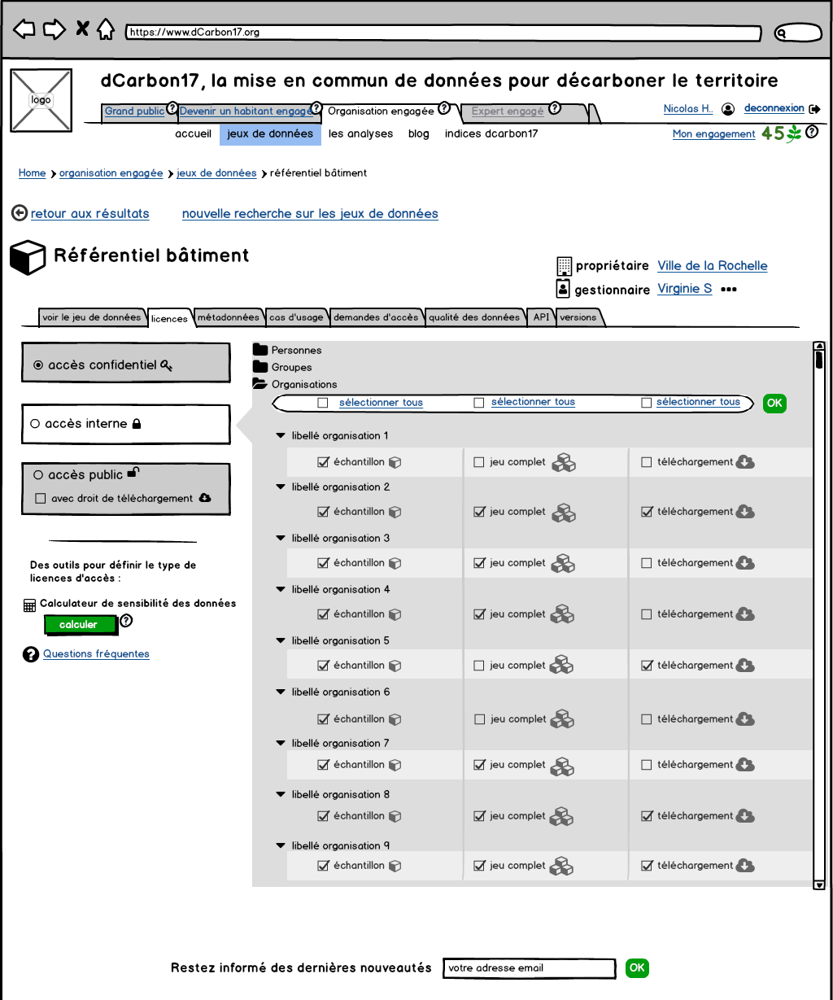 https://www.dCarbon17.org
logo
dCarbon17, la mise en commun de données pour décarboner le territoire
Grand public ? Devenir un habitant engagé ? Organisation engagée ? Expert engagé ? Nicolas H.. deconnexion
accueil jeux de données les analyses blog indices dcarbon17 Mon engagement 45 ?
Home organisation engagée jeux de données référentiel bâtiment
retour aux résultats nouvelle recherche sur les jeux de données
Référentiel bâtiment
propriétaire Ville de la Rochelle
gestionnaire Virginie S
voir le jeu de données licences métadonnées cas d'usage demandes d'accès qualité des données API versions
accès confidentiel
accès interne
accès public
avec droit de téléchargement
Des outils pour définir le type de
licences d'accès :
Calculateur de sensibilité des données
calculer ?
? Questions fréquentes
Personnes
Groupes
Organisations
sélectionner tous sélectionner tous sélectionner tous OK
libellé organisation 1
échantillon jeu complet téléchargement
libellé organisation 2
échantillon jeu complet téléchargement
libellé organisation 3
échantillon jeu complet téléchargement
libellé organisation 4
échantillon jeu complet téléchargement
libellé organisation 5
échantillon jeu complet téléchargement
libellé organisation 6
échantillon jeu complet téléchargement
libellé organisation 7
échantillon jeu complet téléchargement
libellé organisation 8
échantillon jeu complet téléchargement
libellé organisation 9
échantillon jeu complet téléchargement
Restez informé des dernières nouveautés votre adresse email OK